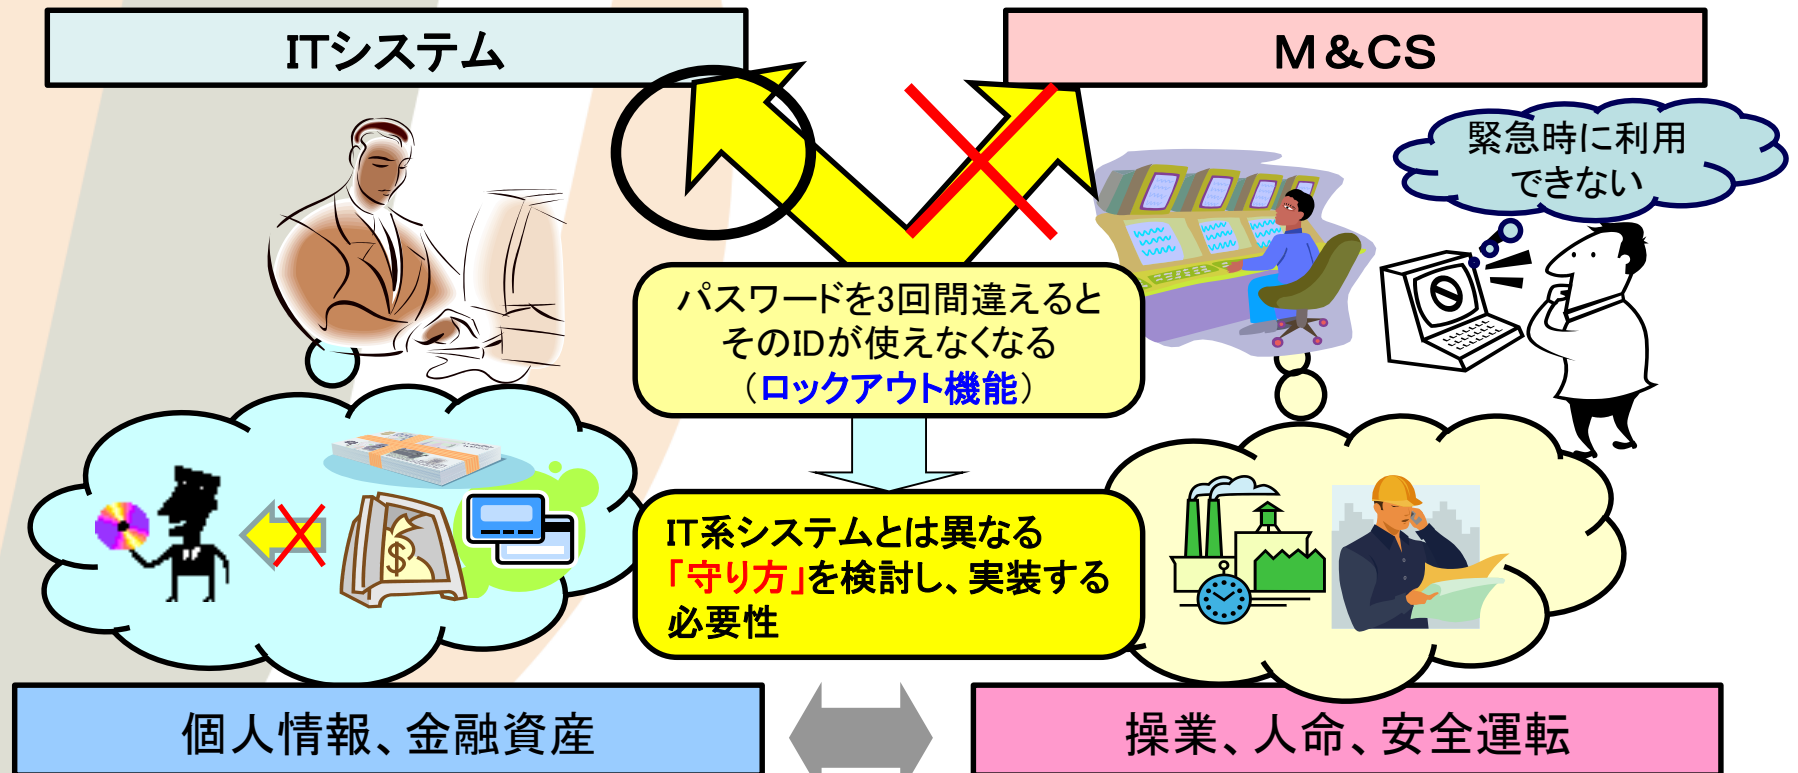 ITシステム
M&CS
緊急時に利用
できない
パスワードを3回間違えると
そのIDが使えなくなる
（ロックアウト機能）
IT系システムとは異なる
「守り方」を検討し、実装する
必要性
個人情報、金融資産
操業、人命、安全運転